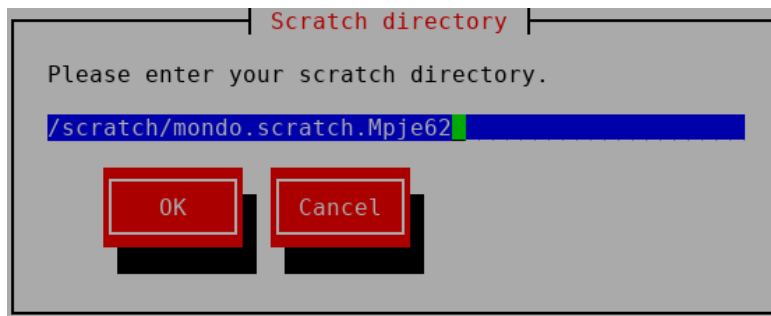 Scratch directory
Please enter your scratch directory.
/scratch/mondo.scratch.Mpje62
OK Cancel